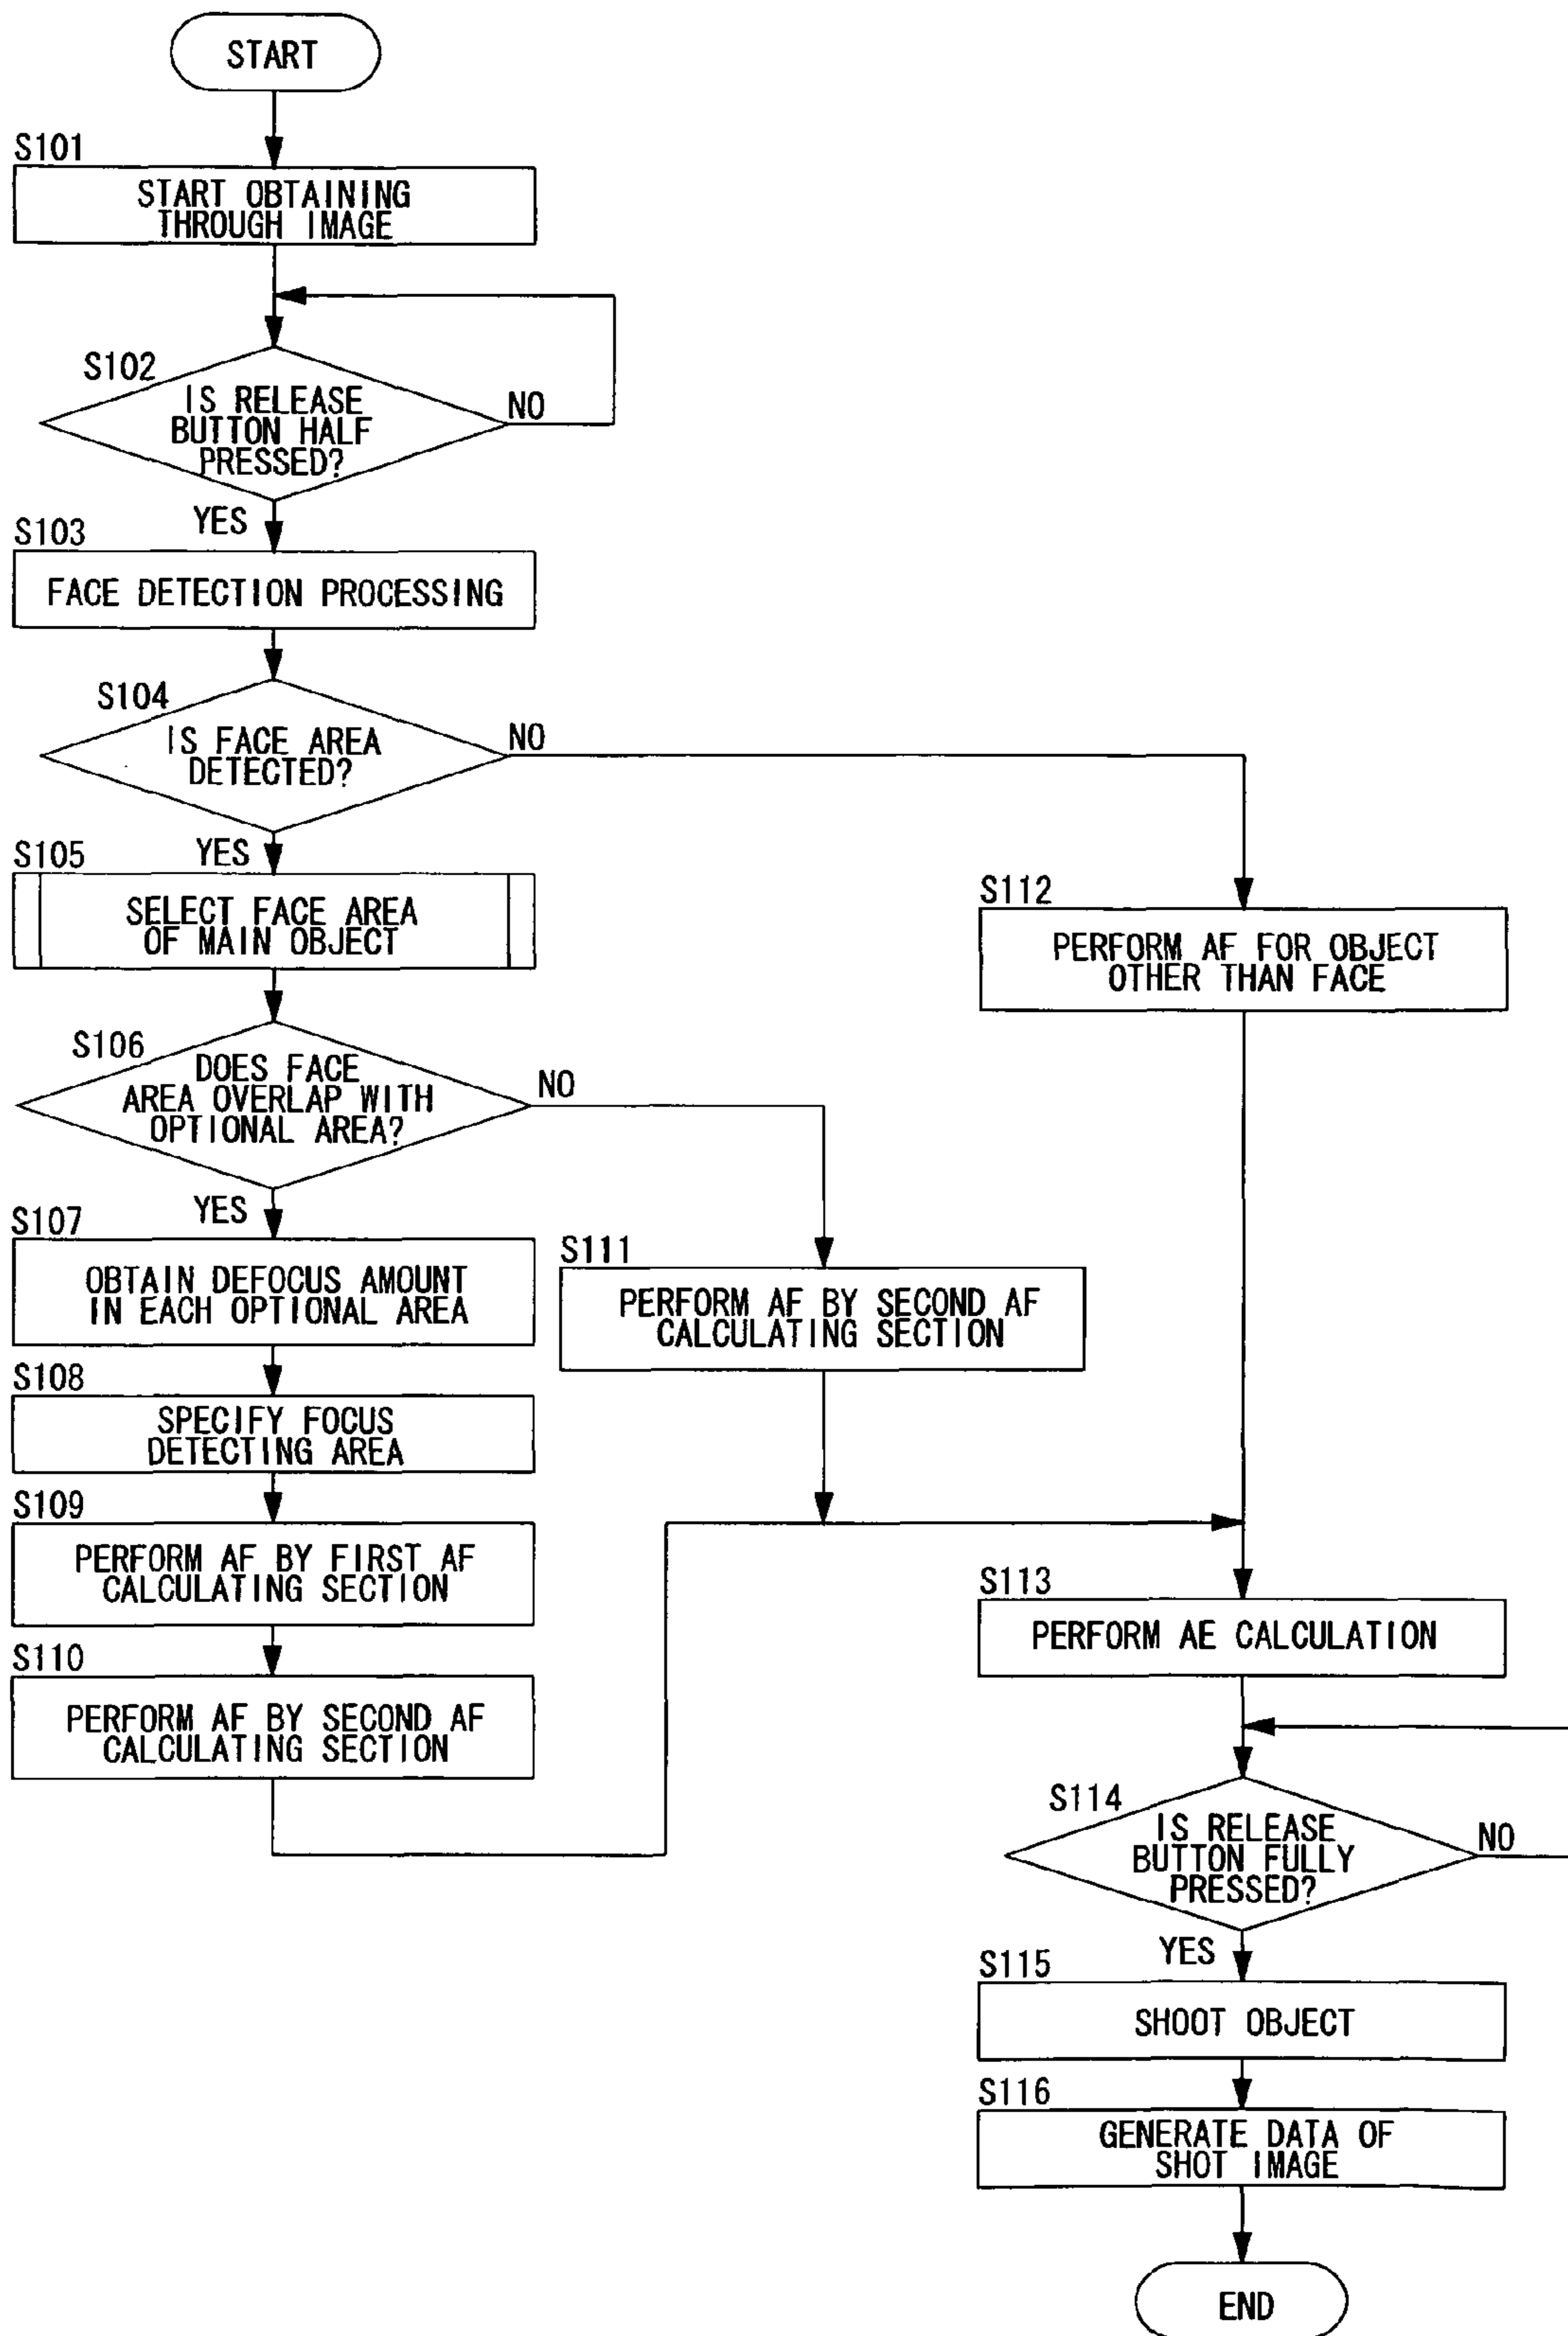 START
S101
START OBTAINING
THROUGH IMAGE
S102
IS RELEASE
BUTTON HALF
PRESSED?
NO
YES
S103
FACE DETECTION PROCESSING
S104
IS FACE AREA
DETECTED?
NO
YES
S105
SELECT FACE AREA
OF MAIN OBJECT
S112
PERFORM AF FOR OBJECT
OTHER THAN FACE
S106
DOES FACE
AREA OVERLAP WITH
OPTIONAL AREA?
NO
YES
S107
OBTAIN DEFOCUS AMOUNT
IN EACH OPTIONAL AREA
S111
PERFORM AF BY SECOND AF
CALCULATING SECTION
S108
SPECIFY FOCUS
DETECTING AREA
S109
PERFORM AF BY FIRST AF
CALCULATING SECTION
S110
PERFORM AF BY SECOND AF
CALCULATING SECTION
S113
PERFORM AE CALCULATION
S114
IS RELEASE
BUTTON FULLY
PRESSED?
NO
YES
S115
SHOOT OBJECT
S116
GENERATE DATA OF
SHOT IMAGE
END